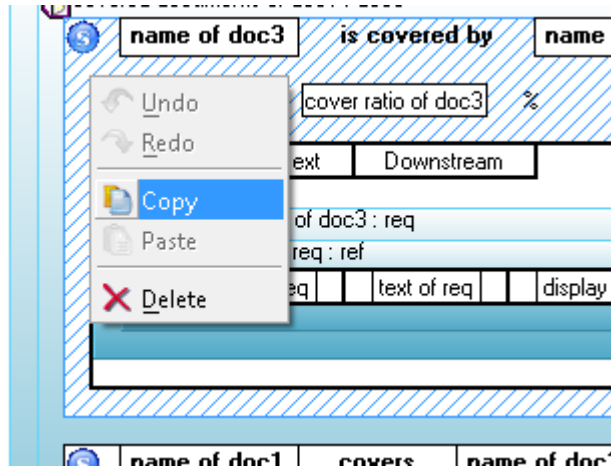 name of doc3 is covered by name
Undo
cover ratio of doc3 %
Redo
ext Downstream
Copy
of doc3 : req
Paste
req : ref
eq text of req display
Delete
name of doc1 covers name of doc